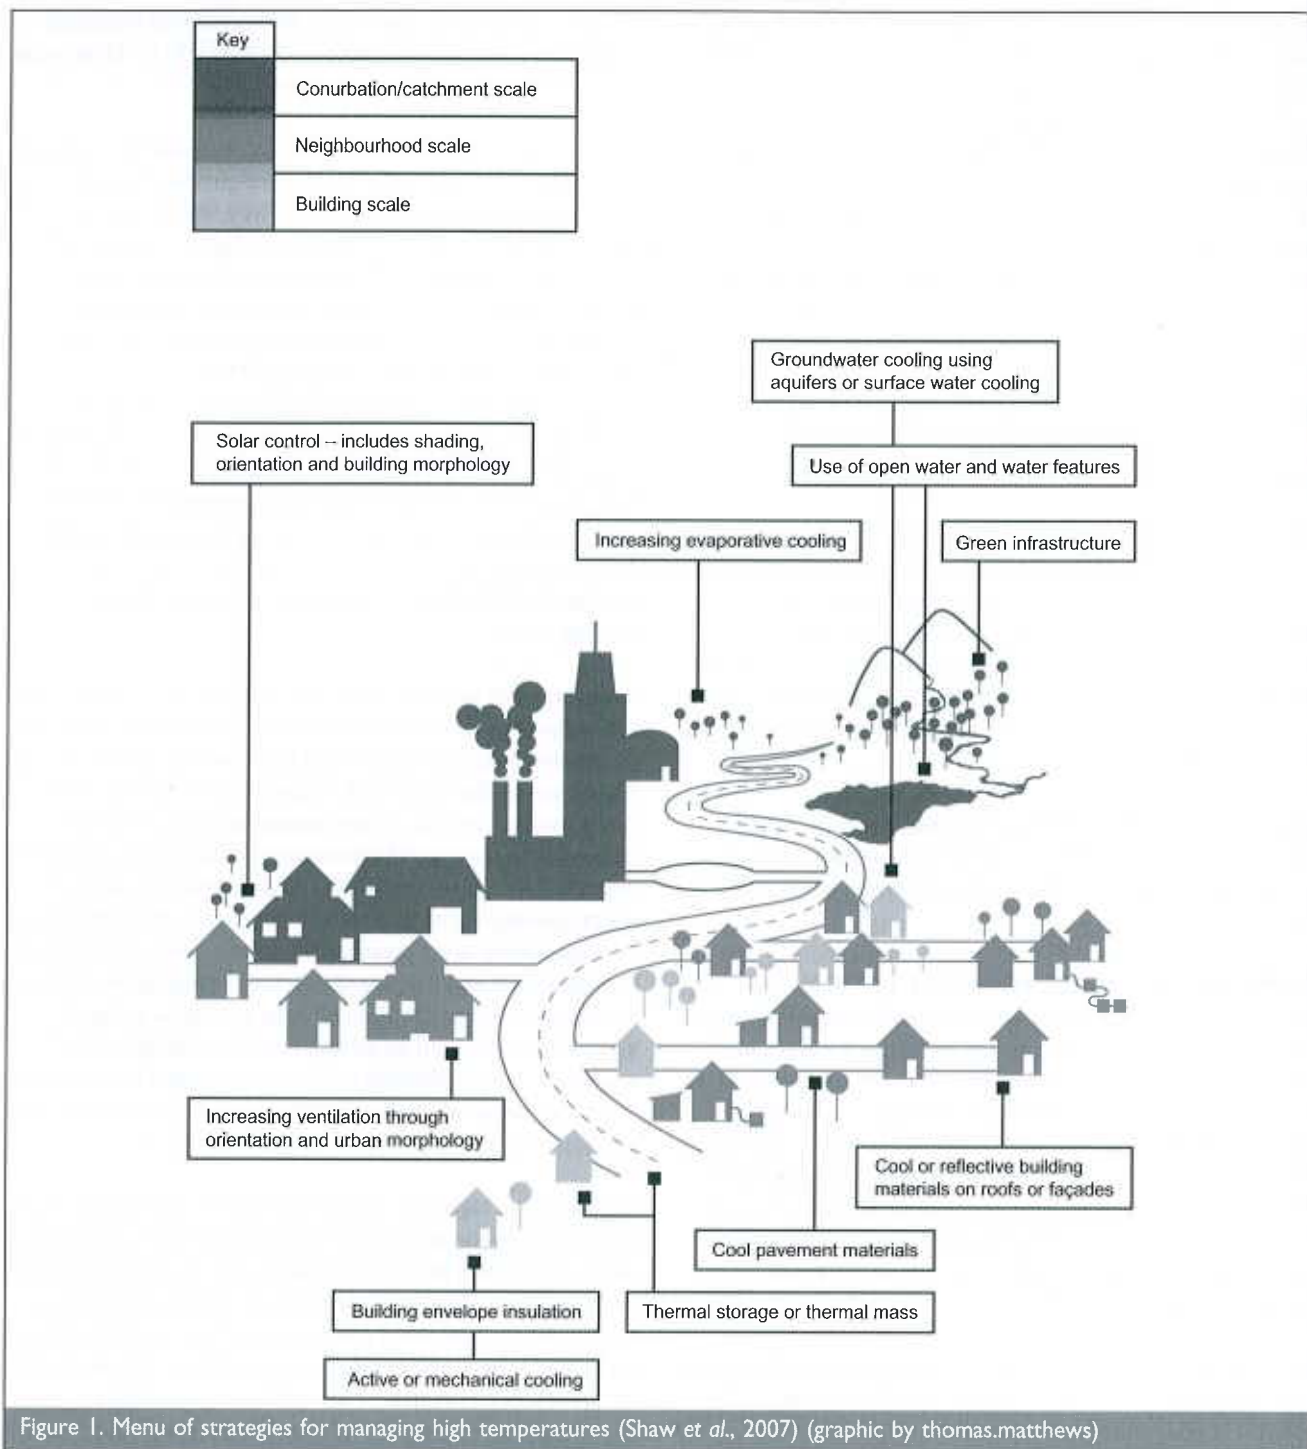 Key
Conurbation/catchment scale
Neighbourhood scale
Building scale
Groundwater cooling using
aquifers or surface water cooling
Solar control – includes shading,
orientation and building morphology
Use of open water and water features
Increasing evaporative cooling
Green infrastructure
Increasing ventilation through
orientation and urban morphology
Cool or reflective building
materials on roofs or façades
Cool pavement materials
Building envelope insulation
Thermal storage or thermal mass
Active or mechanical cooling
Figure 1. Menu of strategies for managing high temperatures (Shaw et al., 2007) (graphic by thomas.matthews)